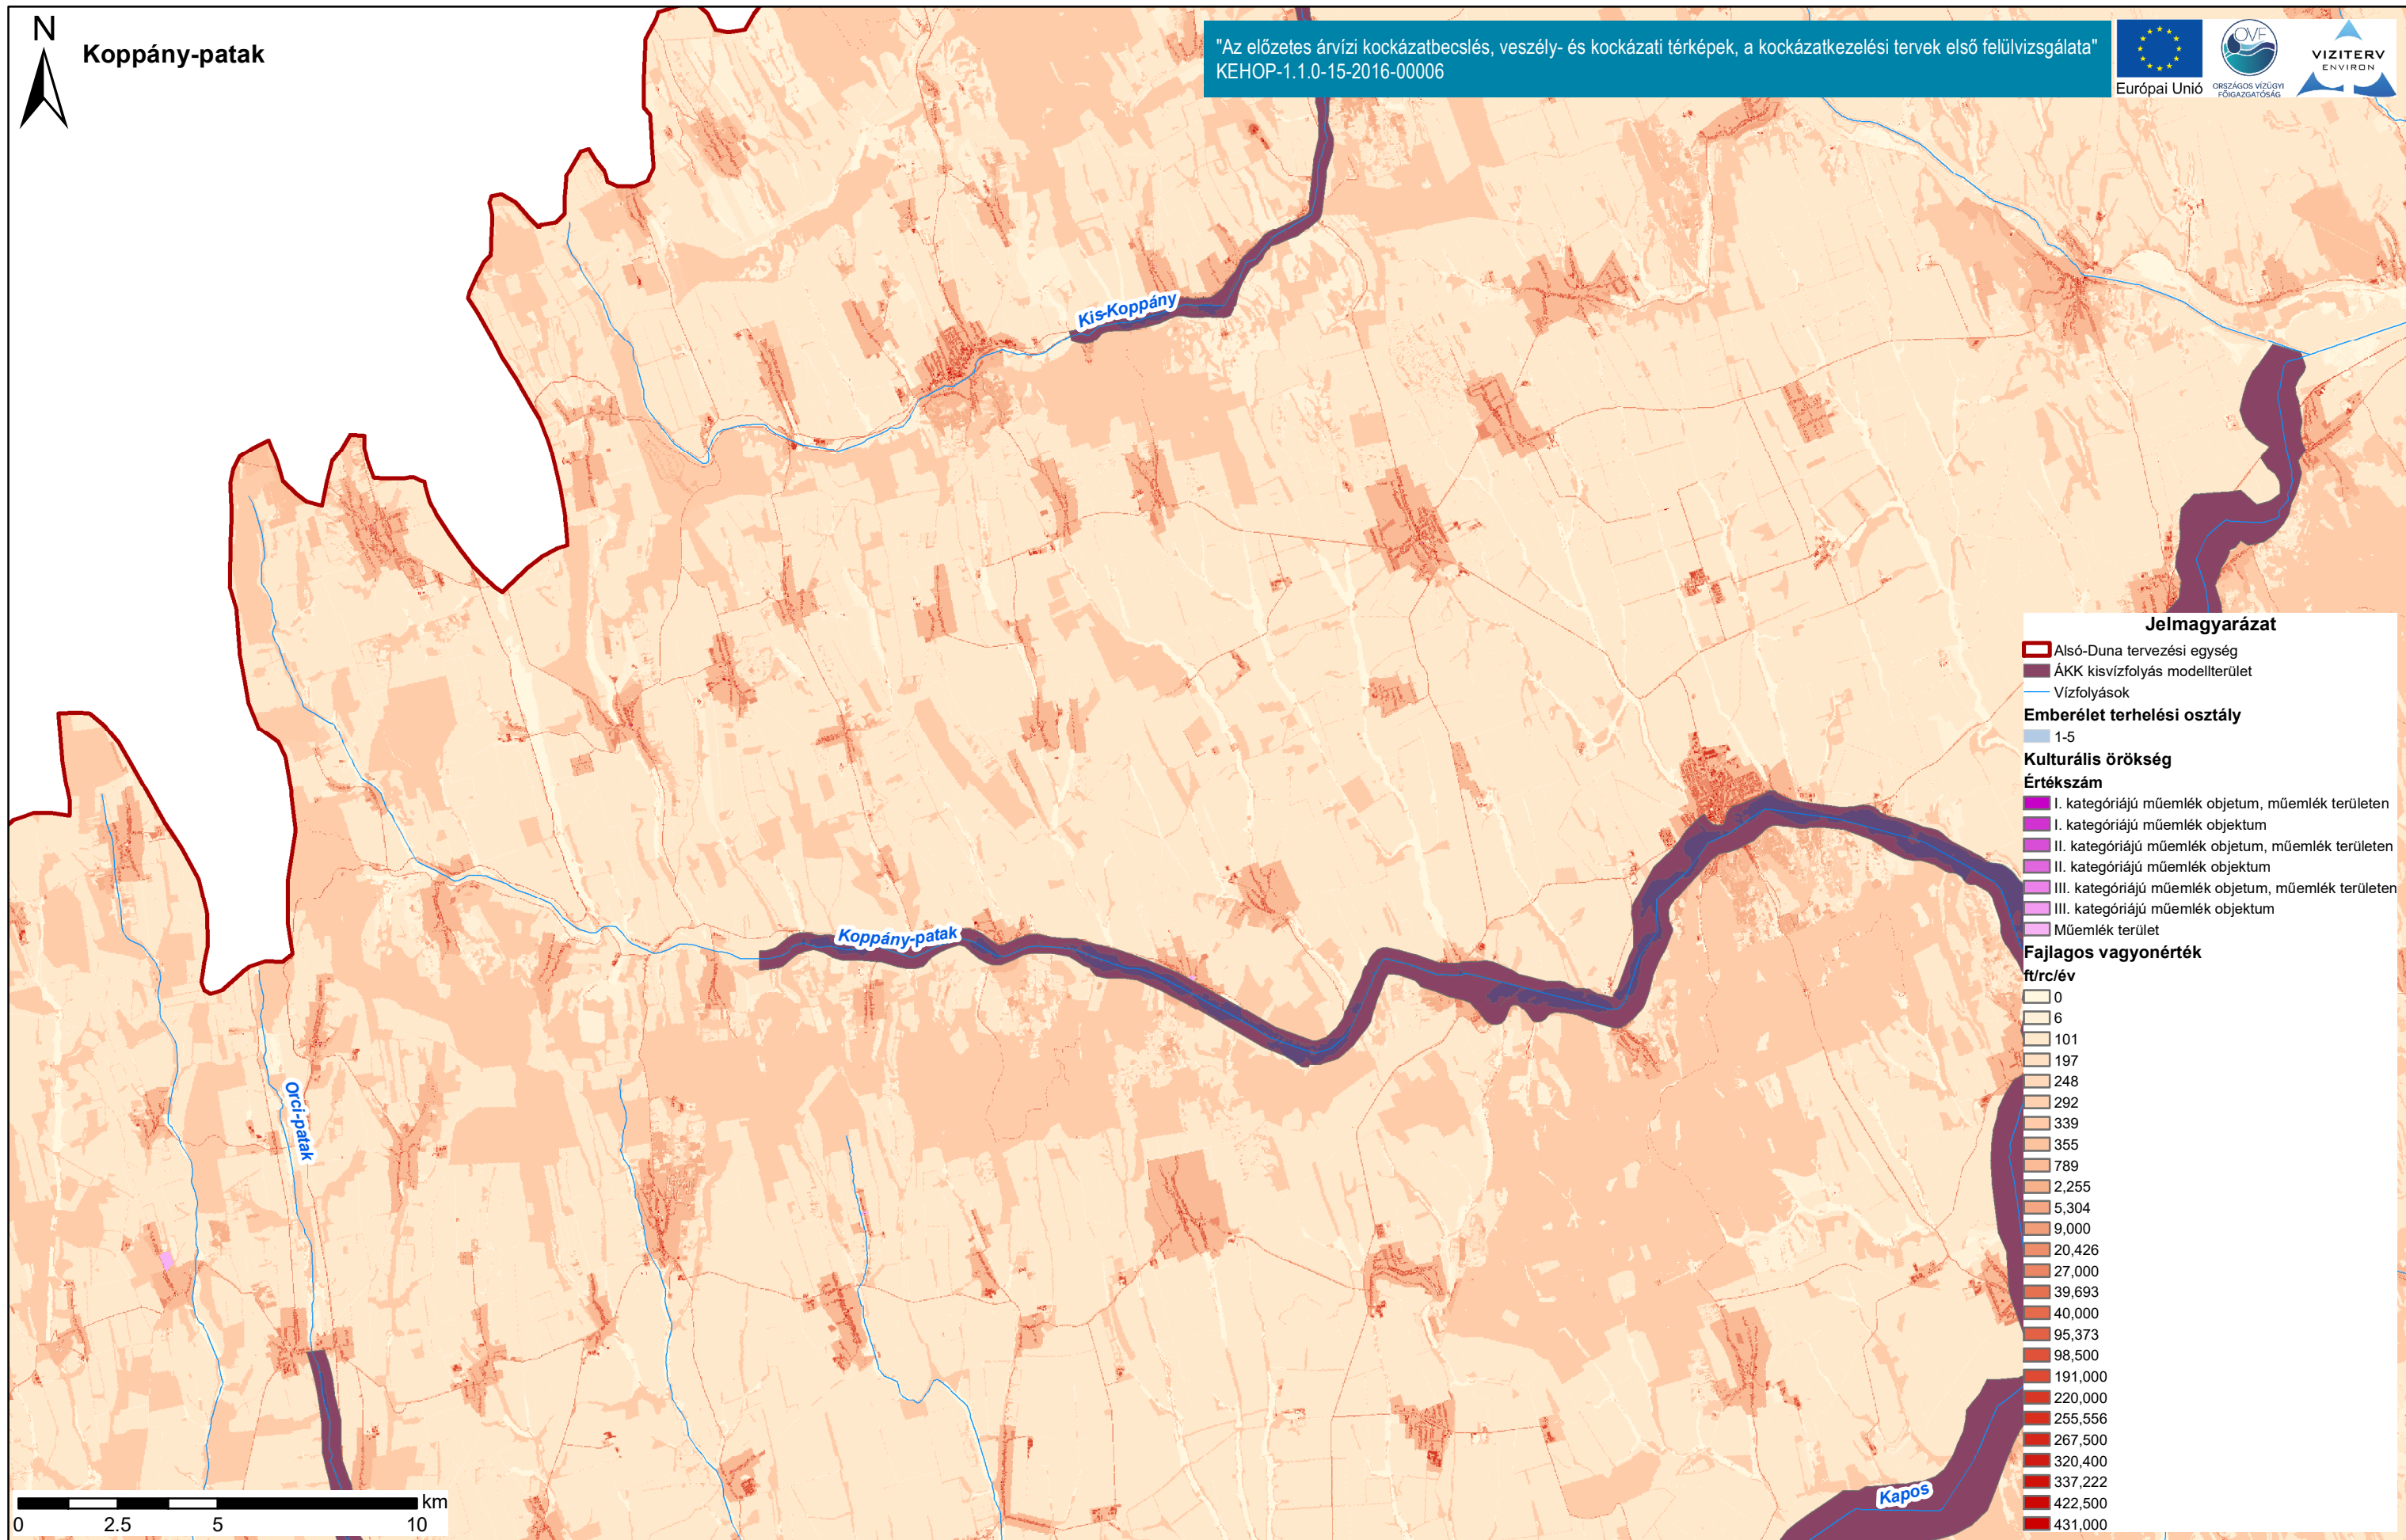 N
Koppány-patak
"Az előzetes árvízi kockázatbecslés, veszély- és kockázati térképek, a kockázatkezelési tervek első felülvizsgálata"
KEHOP-1.1.0-15-2016-00006
Európai Unió
OVF
ORSZÁGOS VÍZÜGYI
FŐIGAZGATÓSÁG
VIZITERV
ENVIRON
Kis-Koppány
Koppány-patak
Orci-patak
Kapos
Jelmagyarázat
Alsó-Duna tervezési egység
ÁKK kisvízfolyás modellterület
Vízfolyások
Emberélet terhelési osztály
1-5
Kulturális örökség
Értékszám
I. kategóriájú műemlék objetum, műemlék területen
I. kategóriájú műemlék objektum
II. kategóriájú műemlék objetum, műemlék területen
II. kategóriájú műemlék objektum
III. kategóriájú műemlék objetum, műemlék területen
III. kategóriájú műemlék objektum
Műemlék terület
Fajlagos vagyonérték
ft/rc/év
0
6
101
197
248
292
339
355
789
2,255
5,304
9,000
20,426
27,000
39,693
40,000
95,373
98,500
191,000
220,000
255,556
267,500
320,400
337,222
422,500
431,000
km
0 2.5 5 10